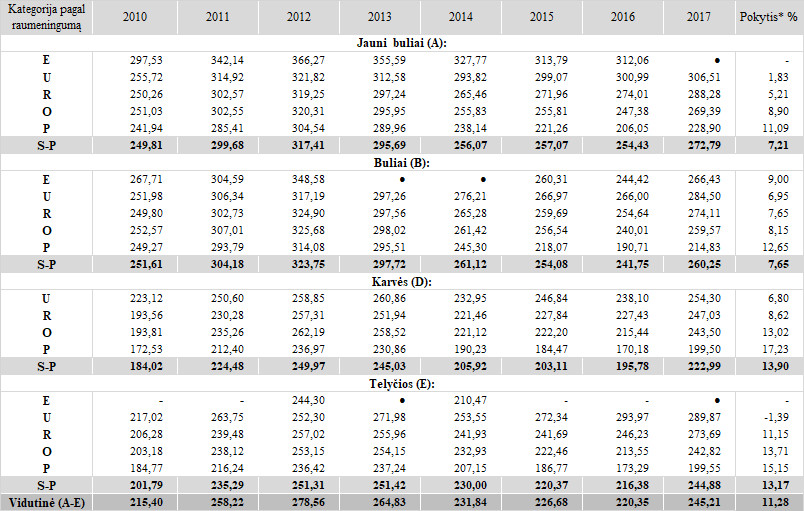 Kategorija pagal raumeningumą 2010 2011 2012 2013 2014 2015 2016 2017 Pokytis* %
Jauni buliai (A):
E 297,53 342,14 366,27 355,59 327,77 313,79 312,06 ● -
U 255,72 314,92 321,82 312,58 293,82 299,07 300,99 306,51 1,83
R 250,26 302,57 319,25 297,24 265,46 271,96 274,01 288,28 5,21
O 251,03 302,55 320,31 295,95 255,83 255,81 247,38 269,39 8,90
P 241,94 285,41 304,54 289,96 238,14 221,26 206,05 228,90 11,09
S-P 249,81 299,68 317,41 295,69 256,07 257,07 254,43 272,79 7,21
Buliai (B):
E 267,71 304,59 348,58 ● ● 260,31 244,42 266,43 9,00
U 251,98 306,34 317,19 297,26 276,21 266,97 266,00 284,50 6,95
R 249,80 302,73 324,90 297,56 265,28 259,69 254,64 274,11 7,65
O 252,57 307,01 325,68 298,02 261,42 256,54 240,01 259,57 8,15
P 249,27 293,79 314,08 295,51 245,30 218,07 190,71 214,83 12,65
S-P 251,61 304,18 323,75 297,72 261,12 254,08 241,75 260,25 7,65
Karvės (D):
U 223,12 250,60 258,85 260,86 232,95 246,84 238,10 254,30 6,80
R 193,56 230,28 257,31 251,94 221,46 227,84 227,43 247,03 8,62
O 193,81 235,26 262,19 258,52 221,12 222,20 215,44 243,50 13,02
P 172,53 212,40 236,97 230,86 190,23 184,47 170,18 199,50 17,23
S-P 184,02 224,48 249,97 245,03 205,92 203,11 195,78 222,99 13,90
Telyčios (E):
E - - 244,30 ● 210,47 - - ● -
U 217,02 263,75 252,30 271,98 253,55 272,34 293,97 289,87 -1,39
R 206,28 239,48 257,02 255,96 241,93 241,69 246,23 273,69 11,15
O 203,18 238,12 253,15 254,15 232,93 222,46 213,55 242,82 13,71
P 184,77 216,24 236,42 237,24 207,15 186,77 173,29 199,55 15,15
S-P 201,79 235,29 251,31 251,42 230,00 220,37 216,38 244,88 13,17
Vidutinė (A-E) 215,40 258,22 278,56 264,83 231,84 226,68 220,35 245,21 11,28